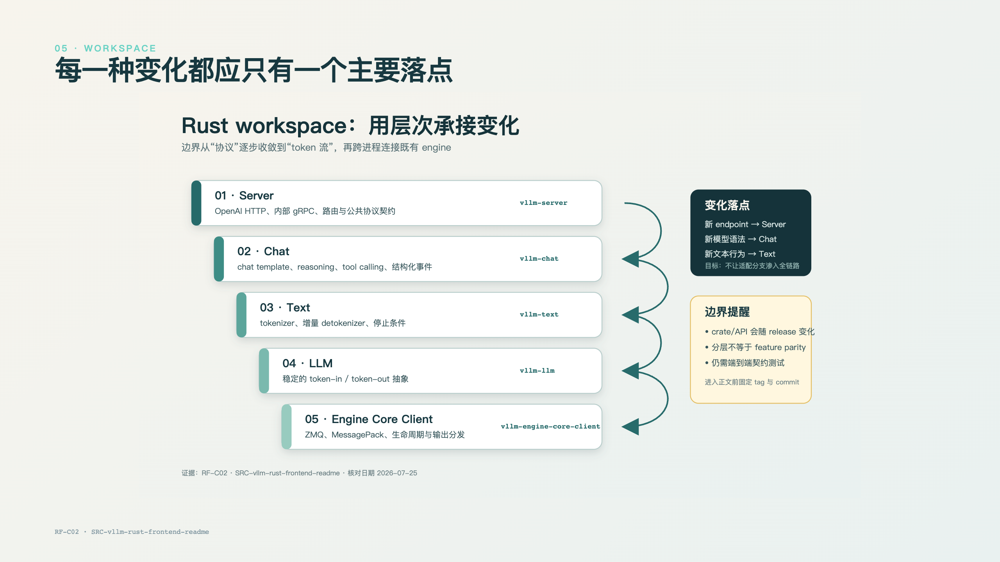 05 · WORKSPACE
每一种变化都应只有一个主要落点
Rust workspace：用层次承接变化
边界从“协议”逐步收敛到“token 流”，再跨进程连接既有 engine
01 · Server
OpenAI HTTP、内部 gRPC、路由与公共协议契约
vllm-server
02 · Chat
chat template、reasoning、tool calling、结构化事件
vllm-chat
03 · Text
tokenizer、增量 detokenizer、停止条件
vllm-text
04 · LLM
稳定的 token-in / token-out 抽象
vllm-llm
05 · Engine Core Client
ZMQ、MessagePack、生命周期与输出分发
vllm-engine-core-client
变化落点
新 endpoint → Server
新模型语法 → Chat
新文本行为 → Text
目标：不让适配分支渗入全链路
边界提醒
• crate/API 会随 release 变化
• 分层不等于 feature parity
• 仍需端到端契约测试
进入正文前固定 tag 与 commit
证据：RF-C02 · SRC-vllm-rust-frontend-readme · 核对日期 2026-07-25
RF-C02 · SRC-vllm-rust-frontend-readme